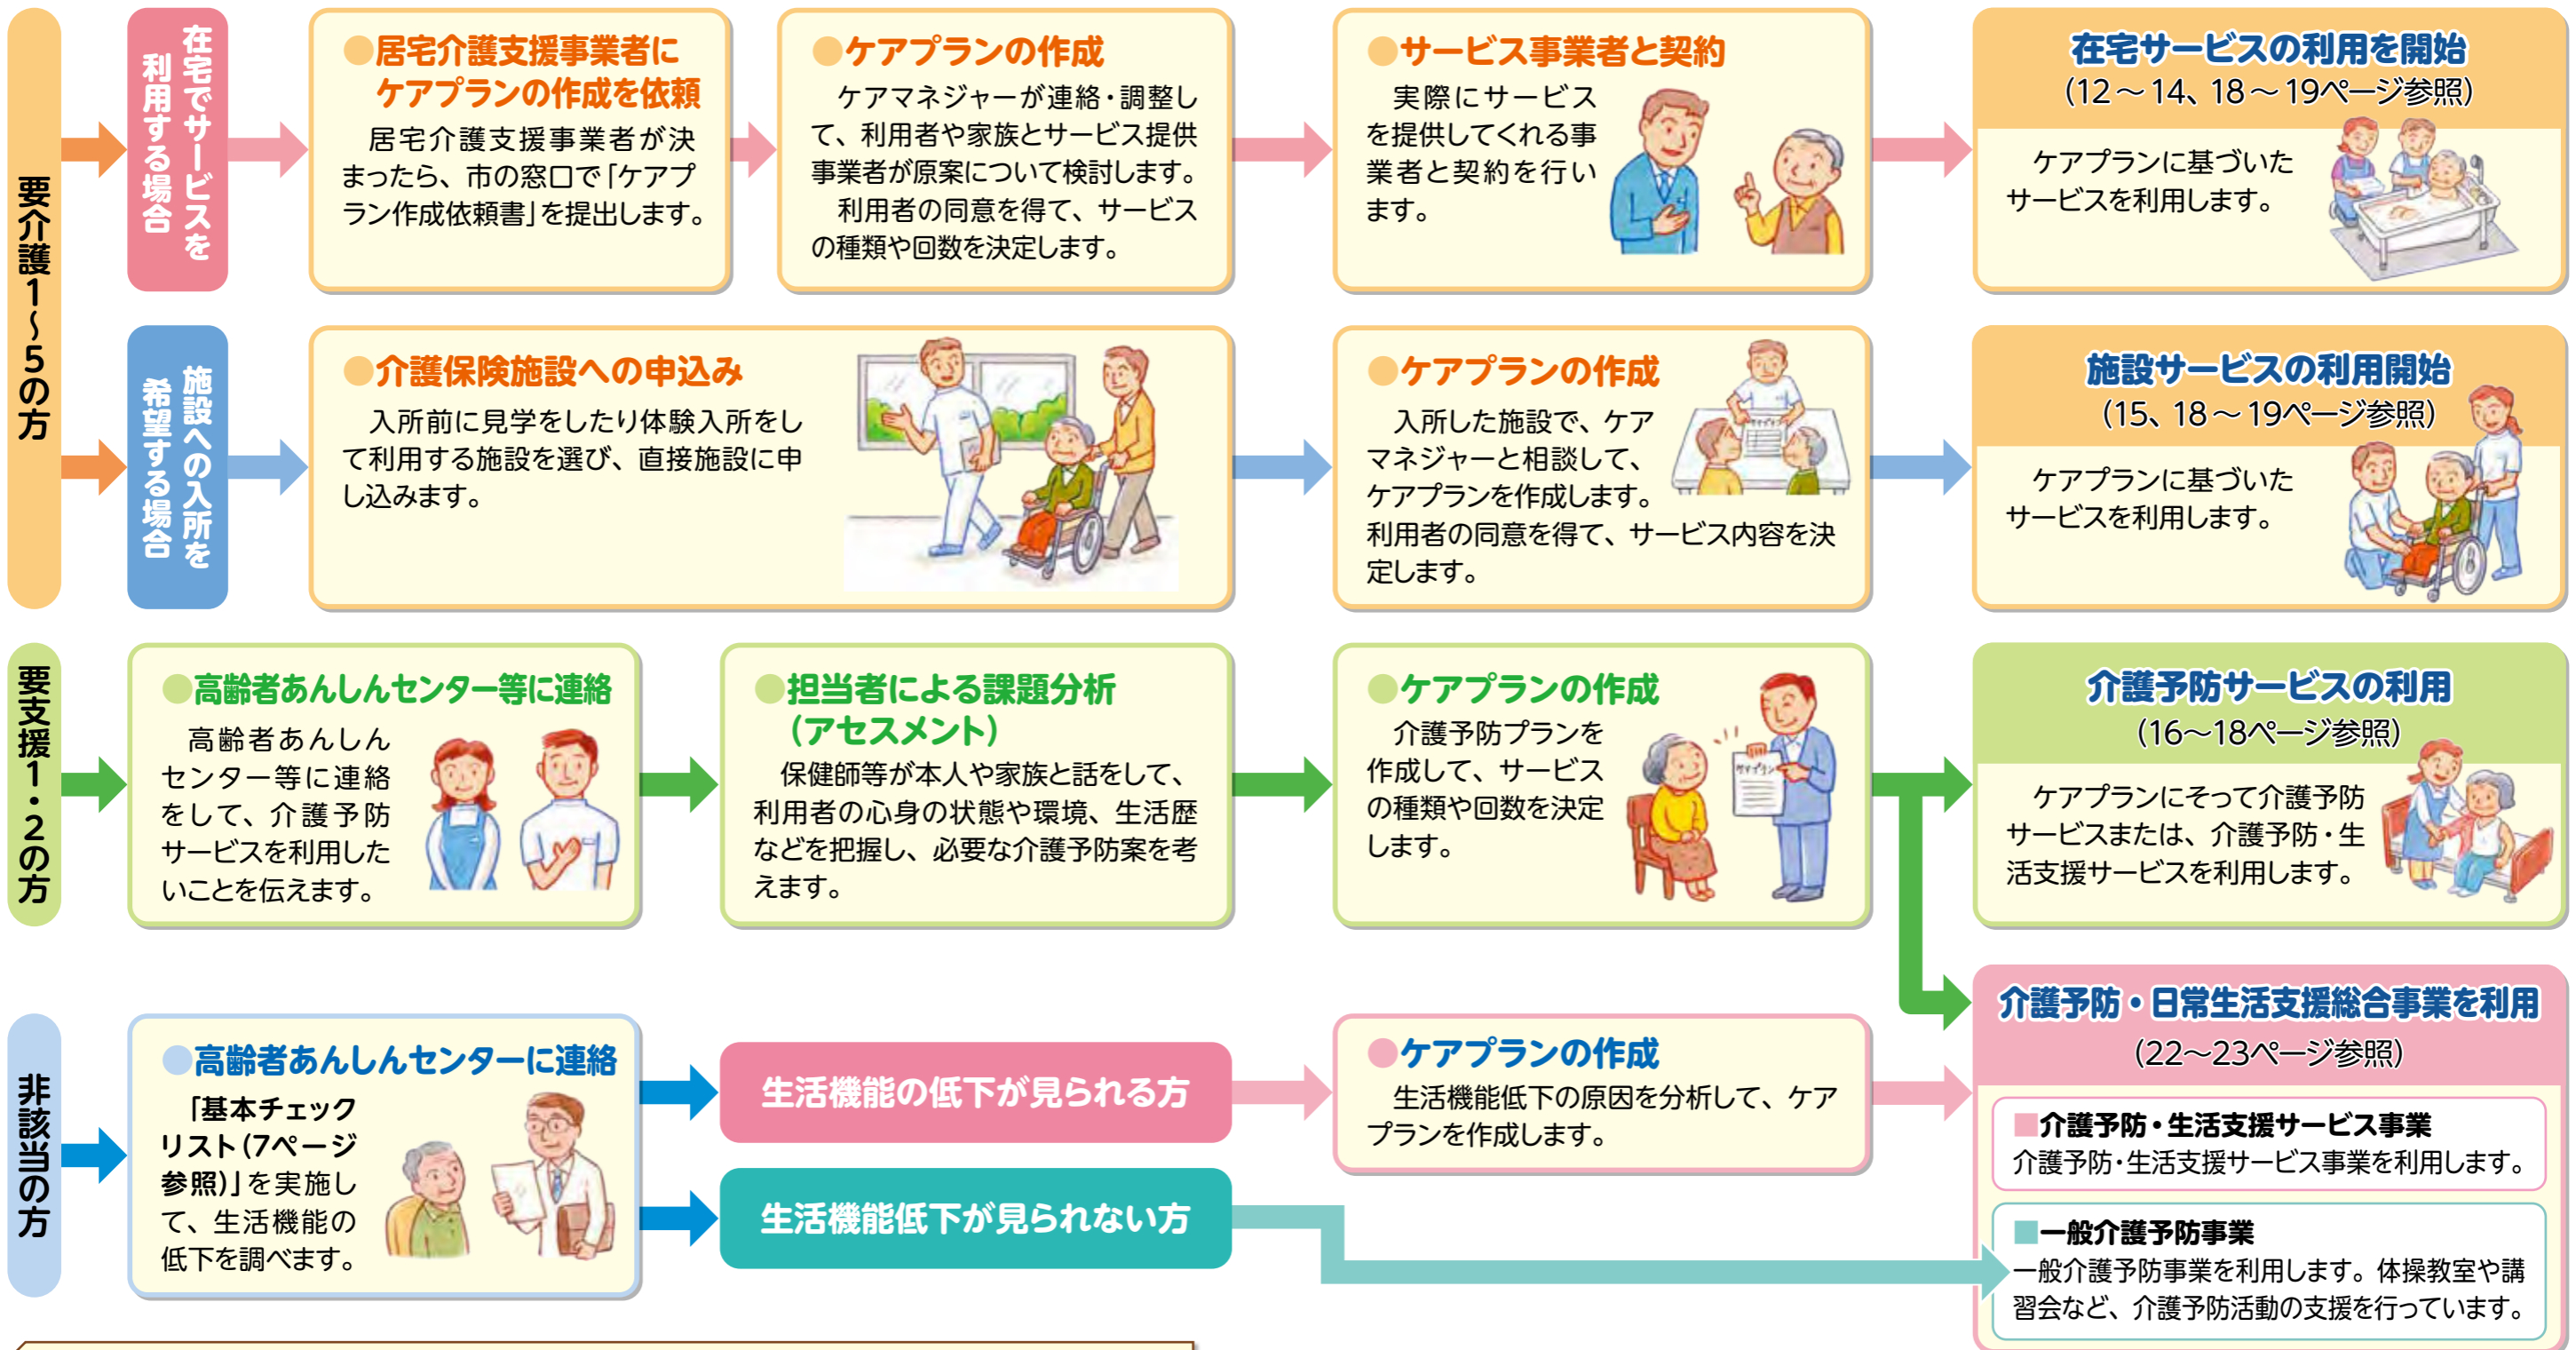 要介護1～5の方
在宅でサービスを
利用する場合
●居宅介護支援事業者に
ケアプランの作成を依頼
居宅介護支援事業者が決
まったら、市の窓口で「ケアプ
ラン作成依頼書」を提出します。
●ケアプランの作成
ケアマネジャーが連絡・調整し
て、利用者や家族とサービス提供
事業者が原案について検討します。
利用者の同意を得て、サービス
の種類や回数を決定します。
●サービス事業者と契約
実際にサービス
を提供してくれる事
業者と契約を行い
ます。
在宅サービスの利用を開始
(12～14、18～19ページ参照)
ケアプランに基づいた
サービスを利用します。
施設への入所を
希望する場合
●介護保険施設への申込み
入所前に見学をしたり体験入所をし
て利用する施設を選び、直接施設に申
し込みます。
●ケアプランの作成
入所した施設で、ケア
マネジャーと相談して、
ケアプランを作成します。
利用者の同意を得て、サービス内容を決
定します。
施設サービスの利用開始
(15、18～19ページ参照)
ケアプランに基づいた
サービスを利用します。
要支援1・2の方
●高齢者あんしんセンター等に連絡
高齢者あんしん
センター等に連絡
をして、介護予防
サービスを利用した
いことを伝えます。
●担当者による課題分析
(アセスメント)
保健師等が本人や家族と話をして、
利用者の心身の状態や環境、生活歴
などを把握し、必要な介護予防案を考
えます。
●ケアプランの作成
介護予防プランを
作成して、サービス
の種類や回数を決定
します。
ケアプラン
介護予防サービスの利用
(16～18ページ参照)
ケアプランにそって介護予防
サービスまたは、介護予防・生
活支援サービスを利用します。
非該当の方
●高齢者あんしんセンターに連絡
「基本チェック
リスト(7ページ
参照)」を実施し
て、生活機能の
低下を調べます。
生活機能の低下が見られる方
生活機能低下が見られない方
●ケアプランの作成
生活機能低下の原因を分析して、ケア
プランを作成します。
介護予防・日常生活支援総合事業を利用
(22～23ページ参照)
■介護予防・生活支援サービス事業
介護予防・生活支援サービス事業を利用します。
■一般介護予防事業
一般介護予防事業を利用します。体操教室や講
習会など、介護予防活動の支援を行っています。